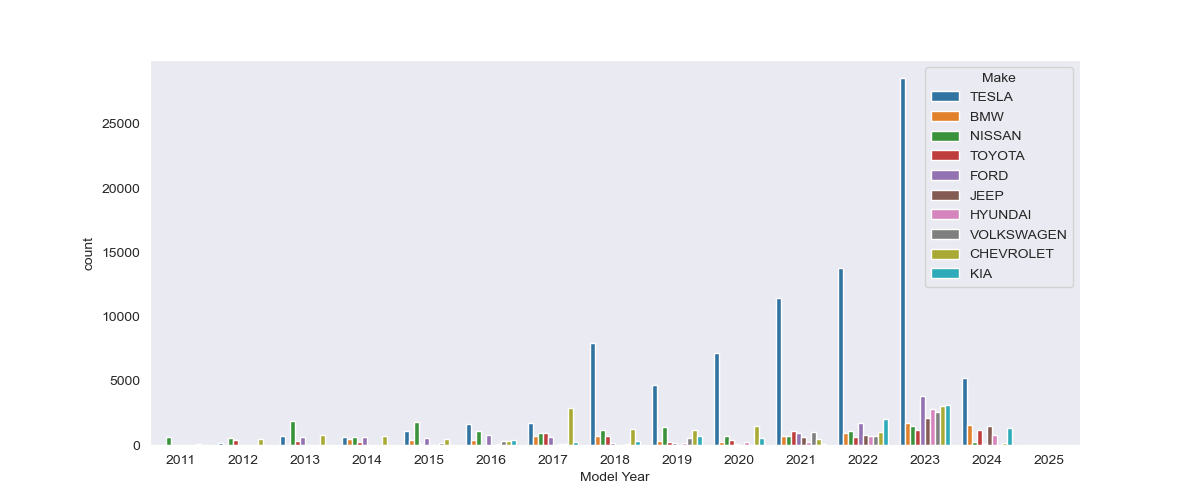 Make
TESLA
BMW
NISSAN
TOYOTA
FORD
JEEP
HYUNDAI
VOLKSWAGEN
CHEVROLET
KIA
count
25000
20000
15000
10000
5000
0
2011 2012 2013 2014 2015 2016 2017 2018 2019 2020 2021 2022 2023 2024 2025
Model Year